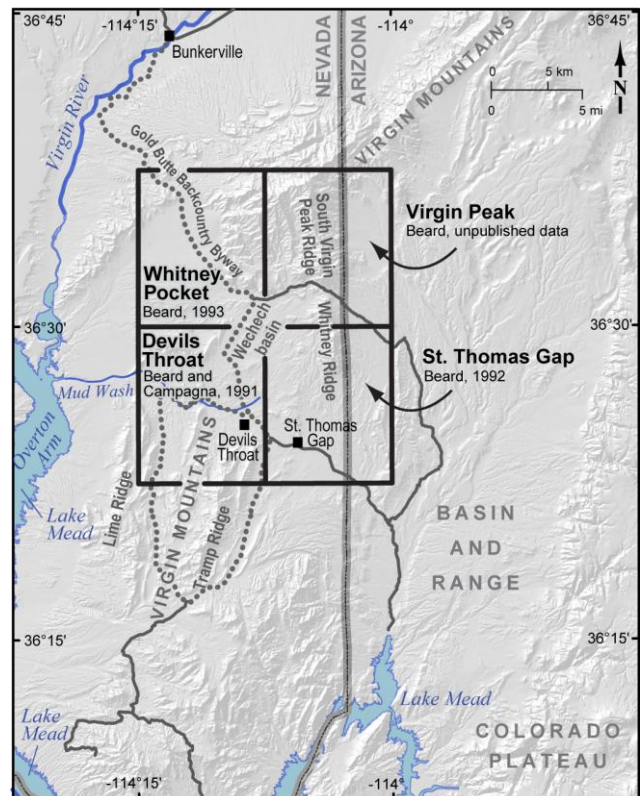 36°45'
-114°15'
-114°
36°45'
Bunkerville
NEVADA
ARIZONA
VIRGIN MOUNTAINS
0
5 km
0
5 mi
N
Virgin River
Gold Butte Backcountry Byway
South Virgin
Peak Ridge
Virgin Peak
Beard, unpublished data
Whitney
Pocket
Beard, 1993
36°30'
36°30'
Devils
Throat
Beard and
Campagna, 1991
Wechech
basin
Whitney Ridge
St. Thomas Gap
Beard, 1992
Mud Wash
Overton
Arm
Devils
Throat
St. Thomas
Gap
Lake
Mead
Lime Ridge
VIRGIN MOUNTAINS
Tramp Ridge
BASIN
AND
RANGE
36°15'
36°15'
Lake Mead
Lake
Mead
COLORADO
PLATEAU
-114°15'
-114°